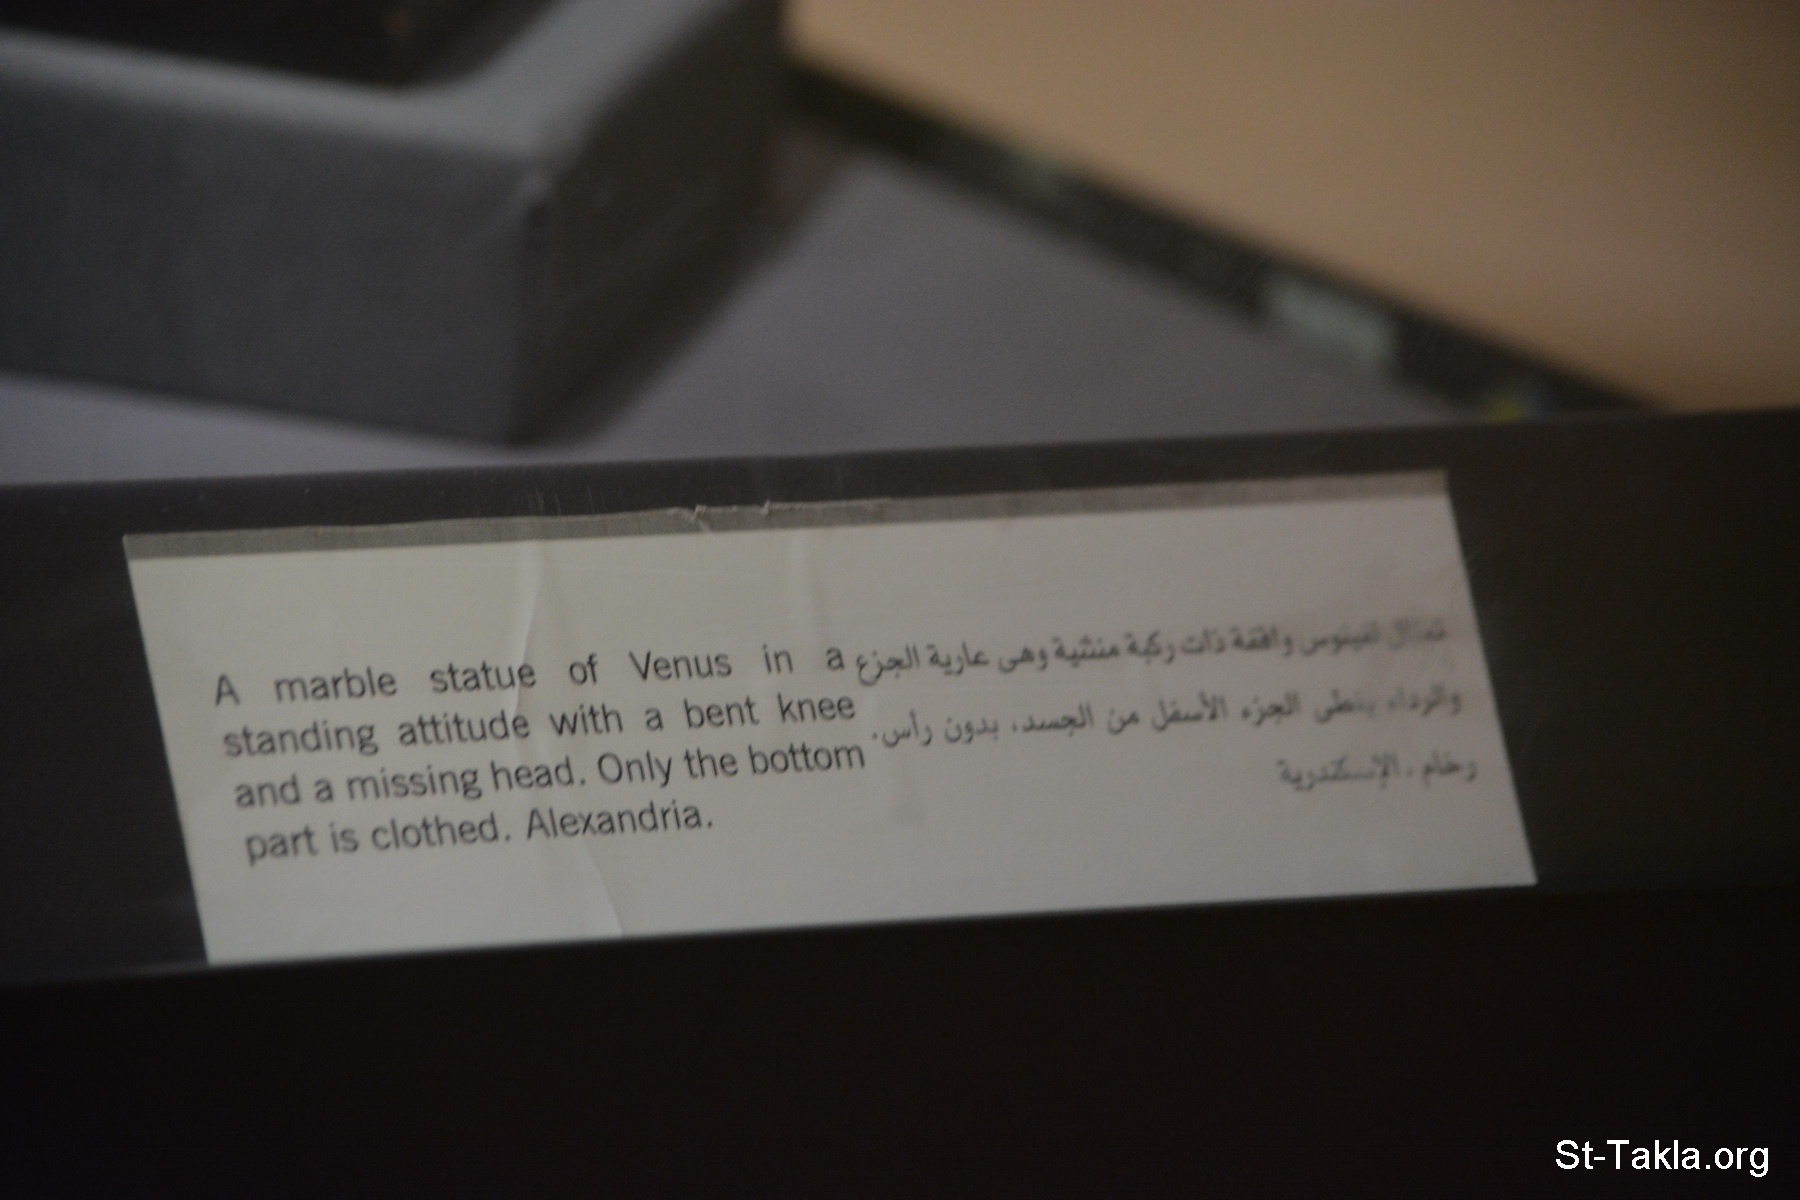 A marble statue of Venus in a
standing attitude with a bent knee
and a missing head. Only the bottom
part is clothed. Alexandria.
تمثال لفينوس واقفة ذات ركبة منثية وهى عارية الجزع
والرداء يغطى الجزء الأسفل من الجسد، بدون رأس.
رخام . الإسكندرية
St-Takla.org